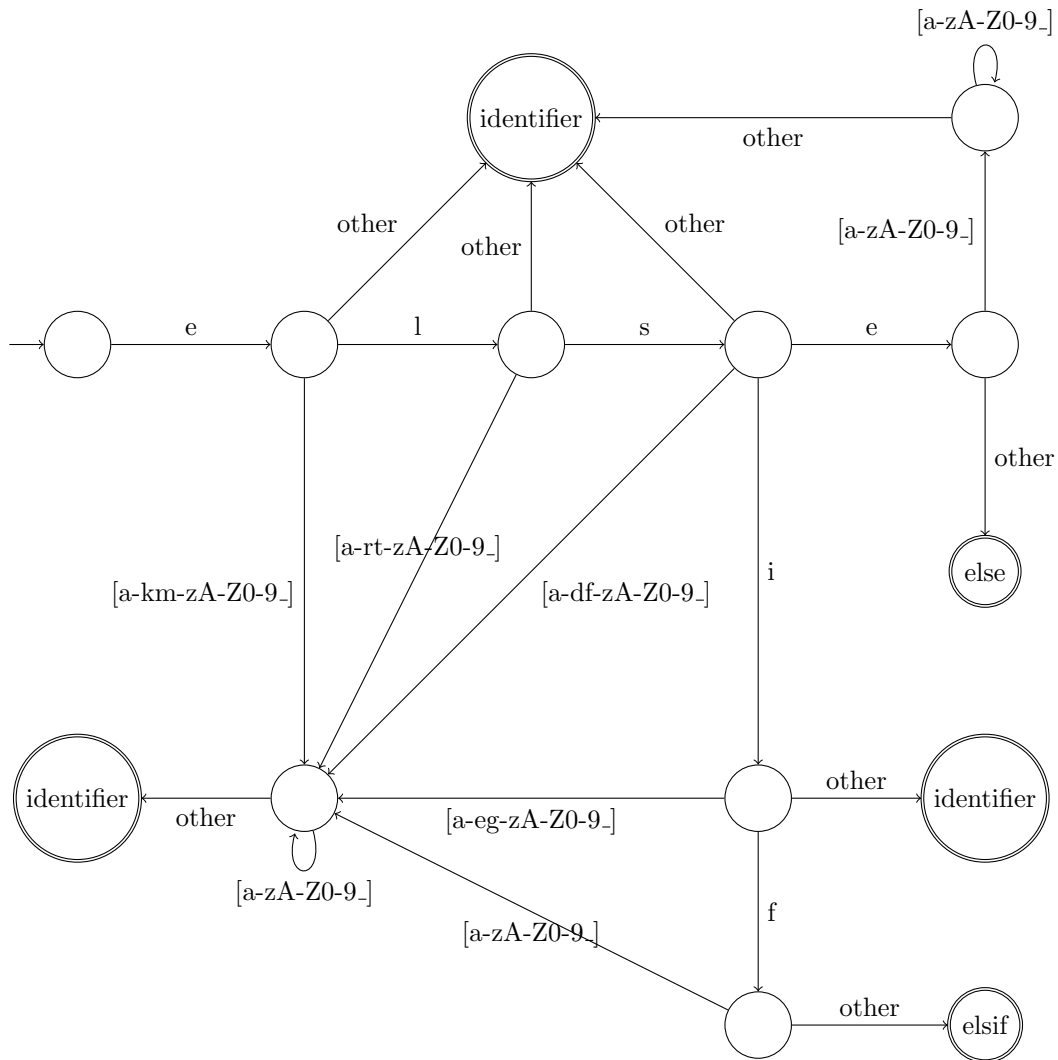 [a-zA-Z0-9_]
identifier
other
[a-zA-Z0-9_]
other
other
other
e
l
s
e
other
[a-rt-zA-Z0-9_]
i
else
[a-km-zA-Z0-9_]
[a-df-zA-Z0-9_]
other
identifier
identifier
other
[a-eg-zA-Z0-9_]
[a-zA-Z0-9_]
f
[a-zA-Z0-9_]
other
elsif